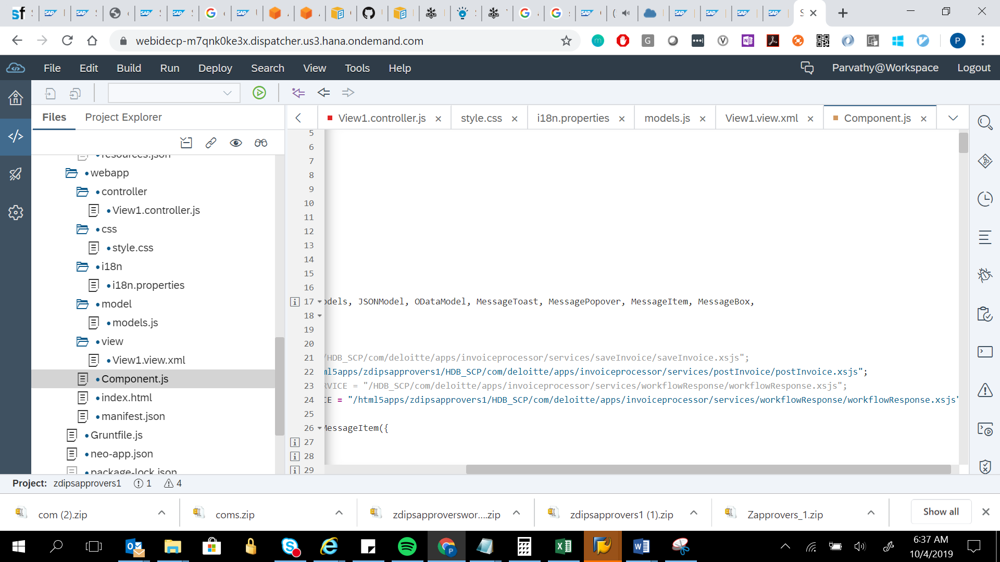 webidecp-m7qnk0ke3x.dispatcher.us3.hana.ondemand.com
File Edit Build Run Deploy Search View Tools Help
Parvathy@Workspace Logout
Files Project Explorer
View1.controller.js style.css i18n.properties models.js View1.view.xml Component.js
resources.json
webapp
controller
View1.controller.js
css
style.css
i18n
i18n.properties
model
models.js
view
View1.view.xml
Component.js
index.html
manifest.json
Gruntfile.js
neo-app.json
package-lock.json
5
6
7
8
9
10
11
12
13
14
15
16
17 odels, JSONModel, ODataModel, MessageToast, MessagePopover, MessageItem, MessageBox,
18
19
20
21 /HDB_SCP/com/deloitte/apps/invoiceprocessor/services/saveInvoice/saveInvoice.xsjs";
22 ml5apps/zdipsapprovers1/HDB_SCP/com/deloitte/apps/invoiceprocessor/services/postInvoice/postInvoice.xsjs";
23 RVICE = "/HDB_SCP/com/deloitte/apps/invoiceprocessor/services/workflowResponse/workflowResponse.xsjs";
24 CE = "/html5apps/zdipsapprovers1/HDB_SCP/com/deloitte/apps/invoiceprocessor/services/workflowResponse/workflowResponse.xsjs"
25
26 MessageItem({
27
28
29
Project: zdipsapprovers1 1 4
com (2).zip
coms.zip
zdipsapproverswor....zip
zdipsapprovers1 (1).zip
Zapprovers_1.zip
Show all
6:37 AM
10/4/2019